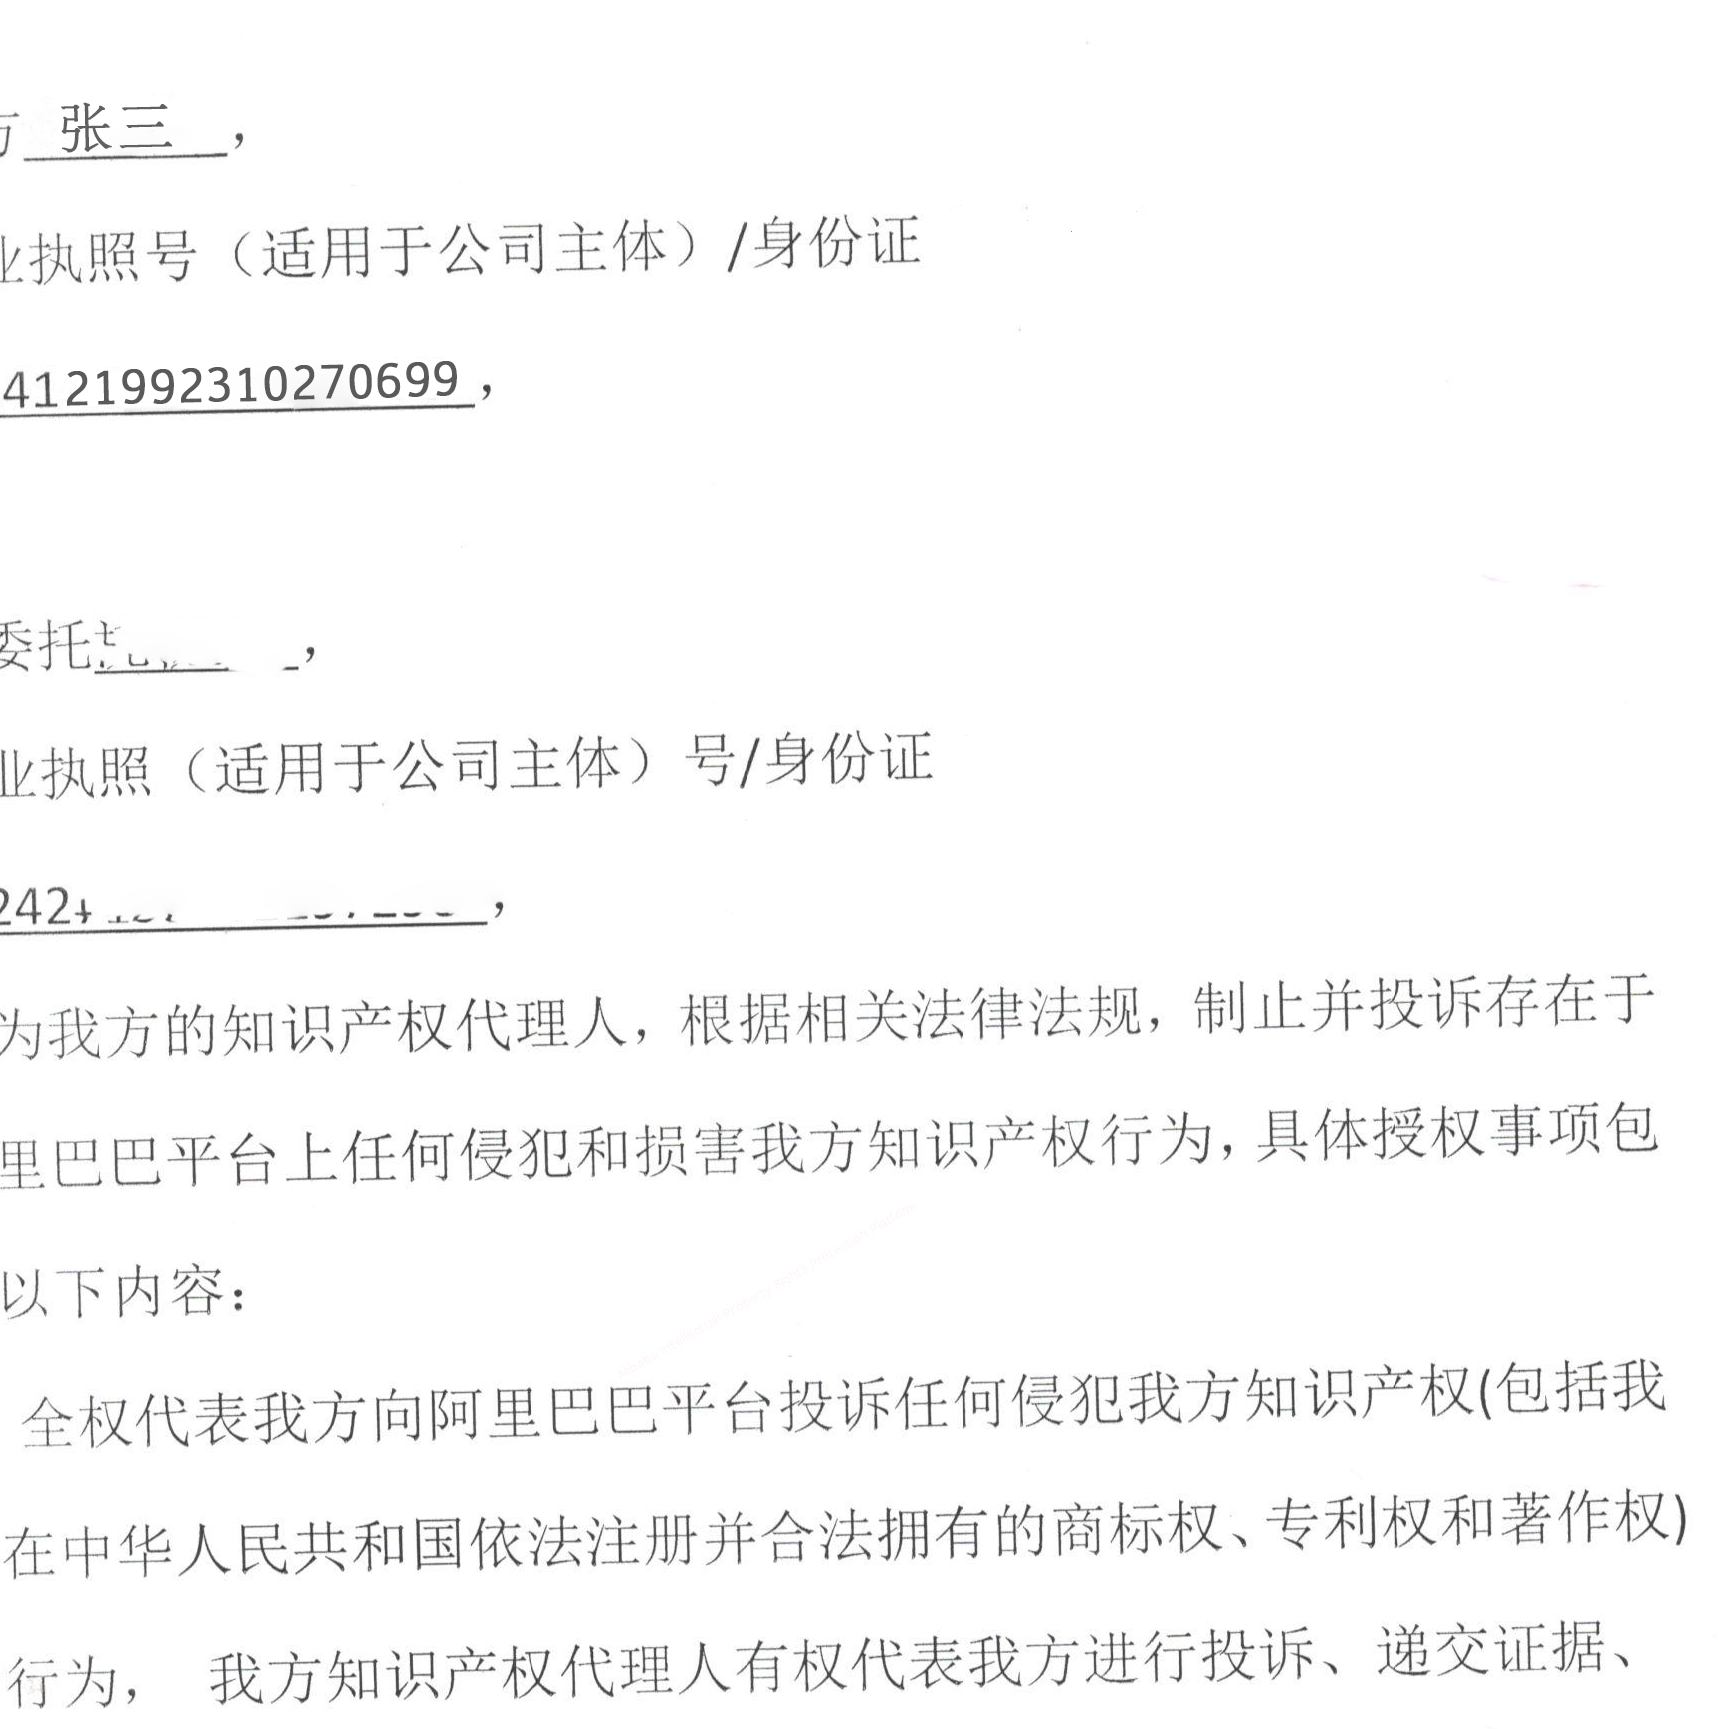 方 张三 ，
业执照号（适用于公司主体）/身份证
4121992310270699，
委托 ，
业执照（适用于公司主体）号/身份证
242 ，
为我方的知识产权代理人，根据相关法律法规，制止并投诉存在于
里巴巴平台上任何侵犯和损害我方知识产权行为，具体授权事项包
以下内容：
全权代表我方向阿里巴巴平台投诉任何侵犯我方知识产权(包括我
在中华人民共和国依法注册并合法拥有的商标权、专利权和著作权)
行为， 我方知识产权代理人有权代表我方进行投诉、递交证据、